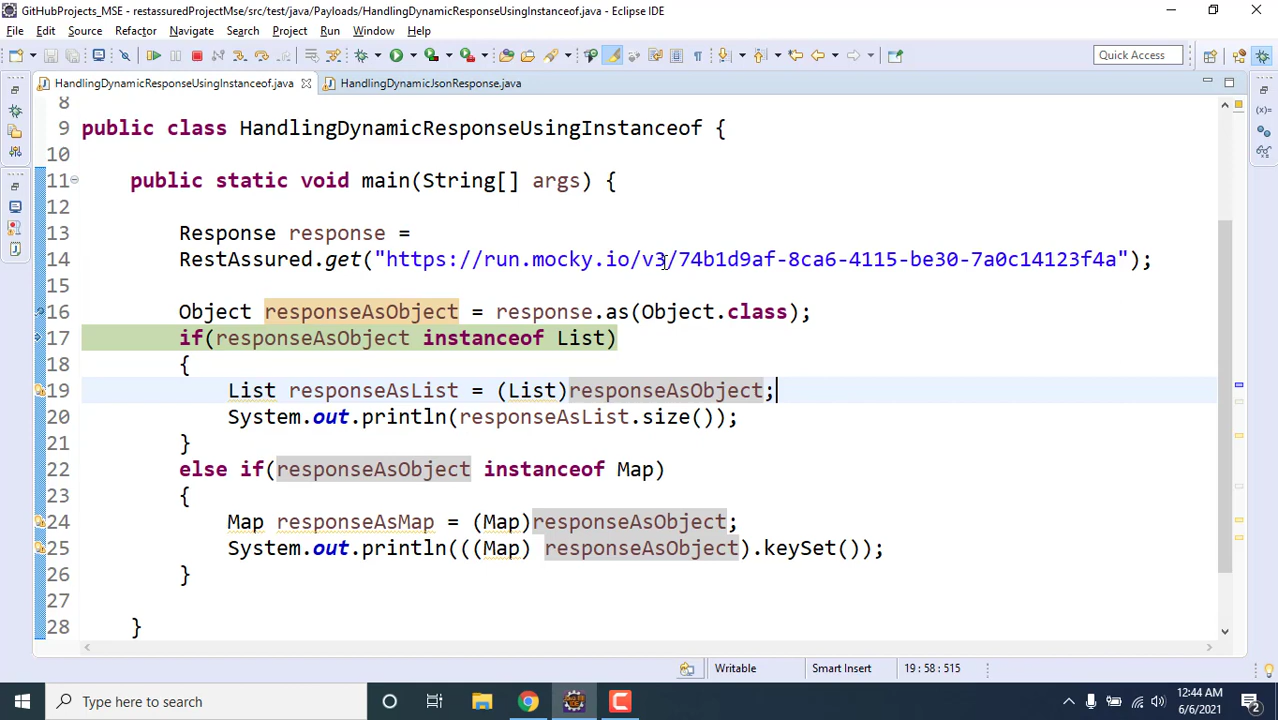 GitHubProjects_MSE - restassuredProjectMse/src/test/java/Payloads/HandlingDynamicResponseUsingInstanceof.java - Eclipse IDE
File Edit Source Refactor Navigate Search Project Run Window Help
Quick Access
HandlingDynamicResponseUsingInstanceof.java HandlingDynamicJsonResponse.java
8
9 public class HandlingDynamicResponseUsingInstanceof {
10
11 public static void main(String[] args) {
12
13 Response response =
14 RestAssured.get("https://run.mocky.io/v3/74b1d9af-8ca6-4115-be30-7a0c14123f4a");
15
16 Object responseAsObject = response.as(Object.class);
17 if(responseAsObject instanceof List)
18 {
19 List responseAsList = (List)responseAsObject;
20 System.out.println(responseAsList.size());
21 }
22 else if(responseAsObject instanceof Map)
23 {
24 Map responseAsMap = (Map)responseAsObject;
25 System.out.println(((Map) responseAsObject).keySet());
26 }
27
28 }
Writable Smart Insert 19 : 58 : 515
Type here to search
12:44 AM
6/6/2021
2